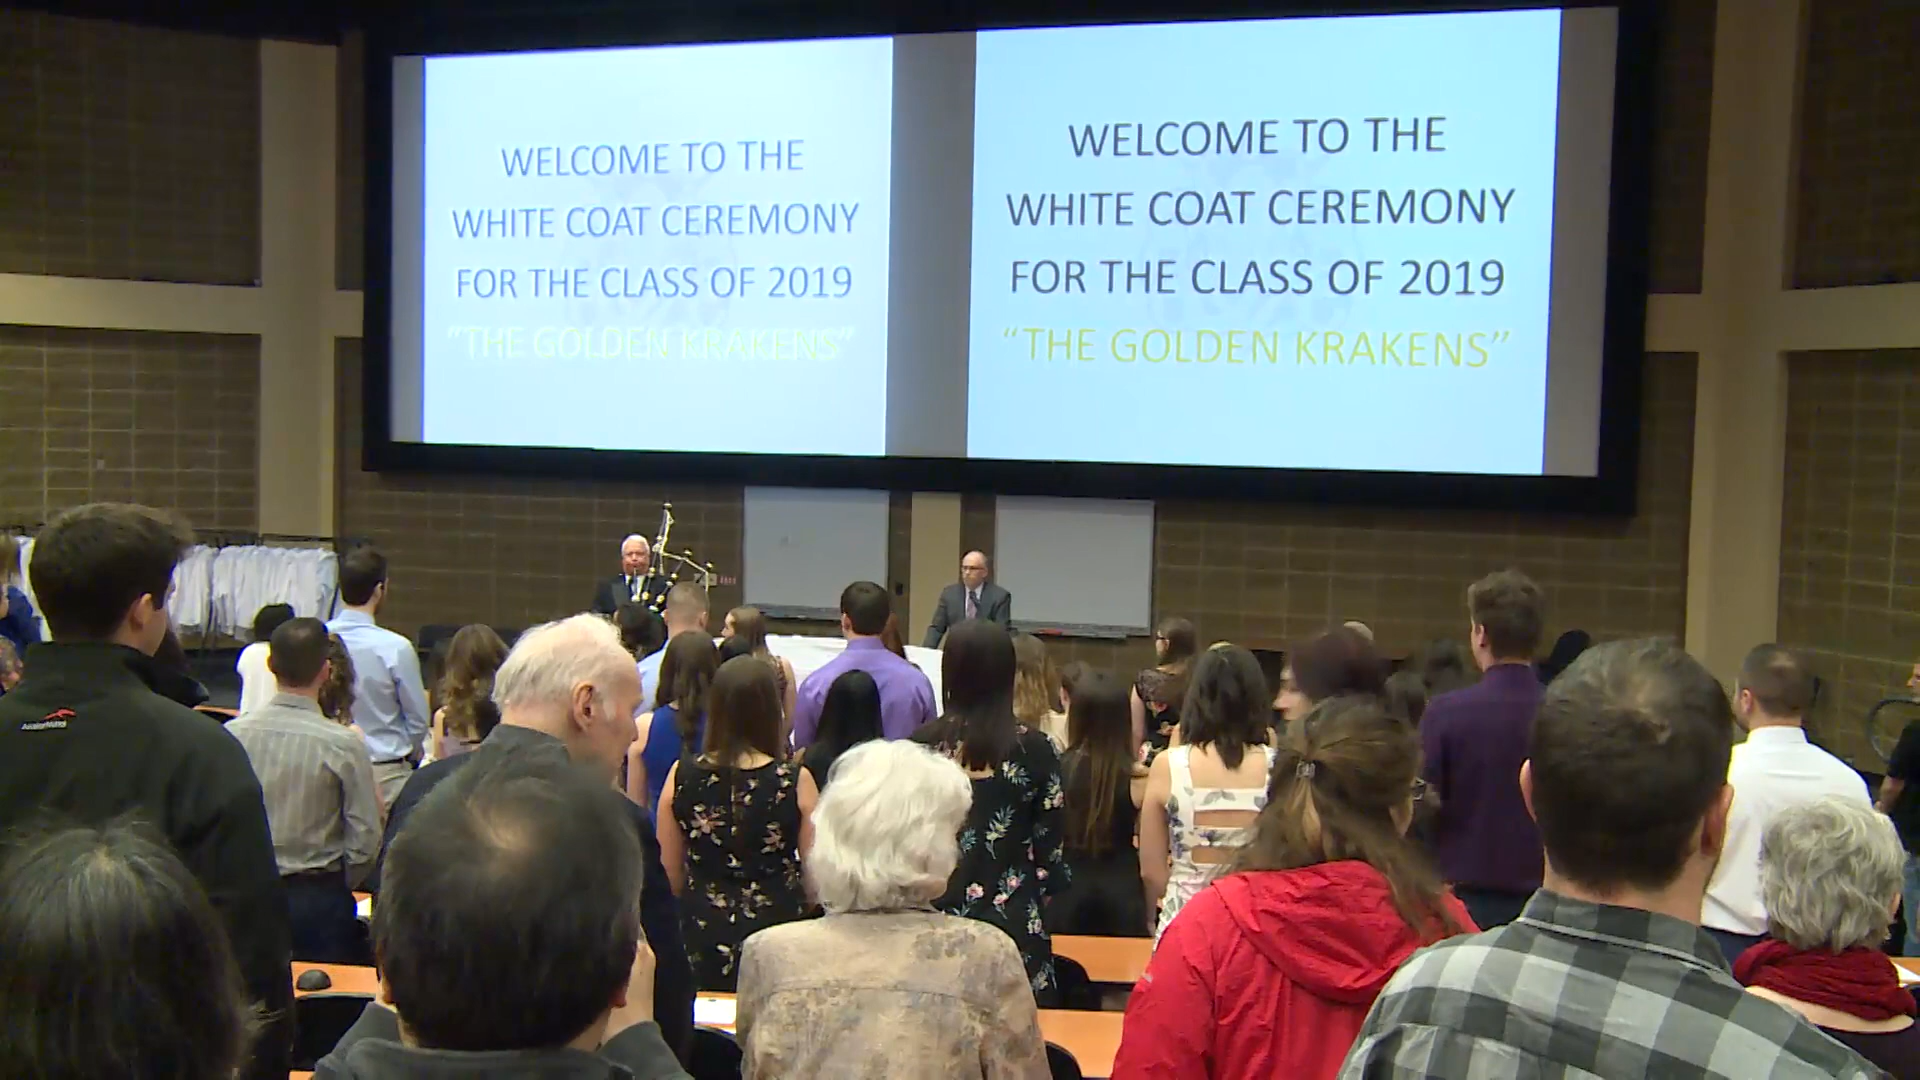 WELCOME TO THE
WHITE COAT CEREMONY
FOR THE CLASS OF 2019
"THE GOLDEN KRAKENS"
WELCOME TO THE
WHITE COAT CEREMONY
FOR THE CLASS OF 2019
“THE GOLDEN KRAKENS”